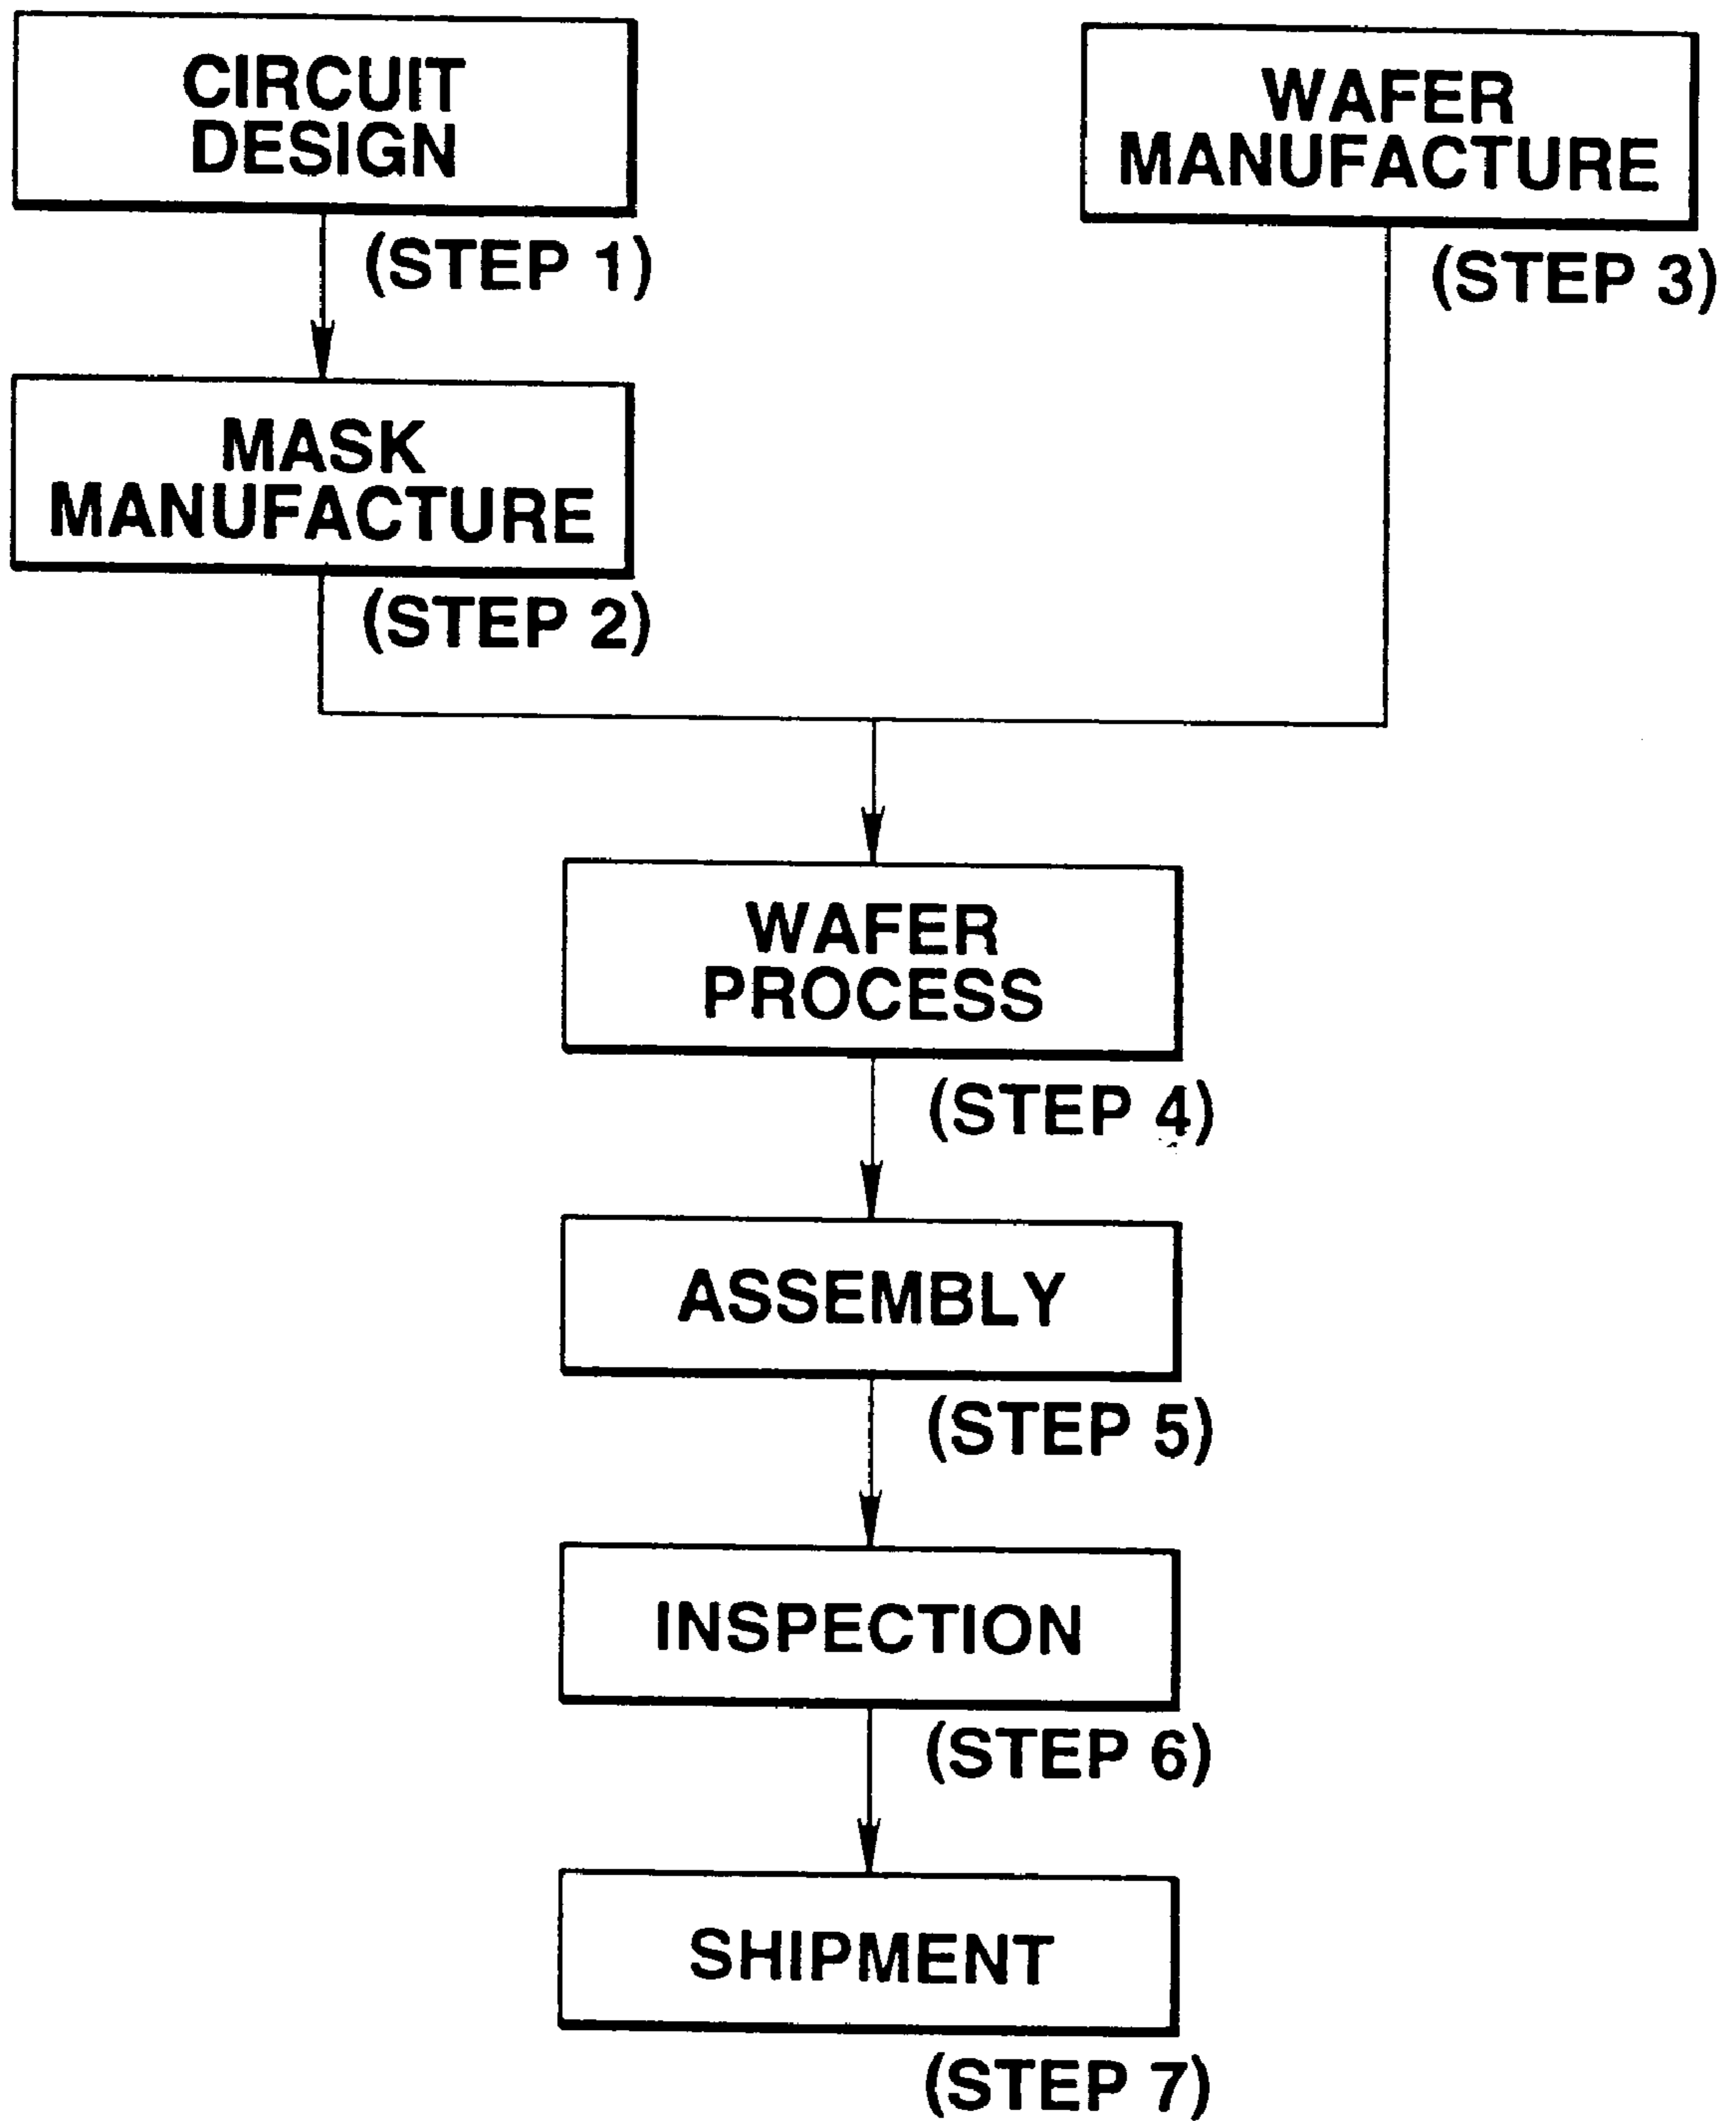 CIRCUIT
DESIGN
(STEP 1)
WAFER
MANUFACTURE
(STEP 3)
MASK
MANUFACTURE
(STEP 2)
WAFER
PROCESS
(STEP 4)
ASSEMBLY
(STEP 5)
INSPECTION
(STEP 6)
SHIPMENT
(STEP 7)